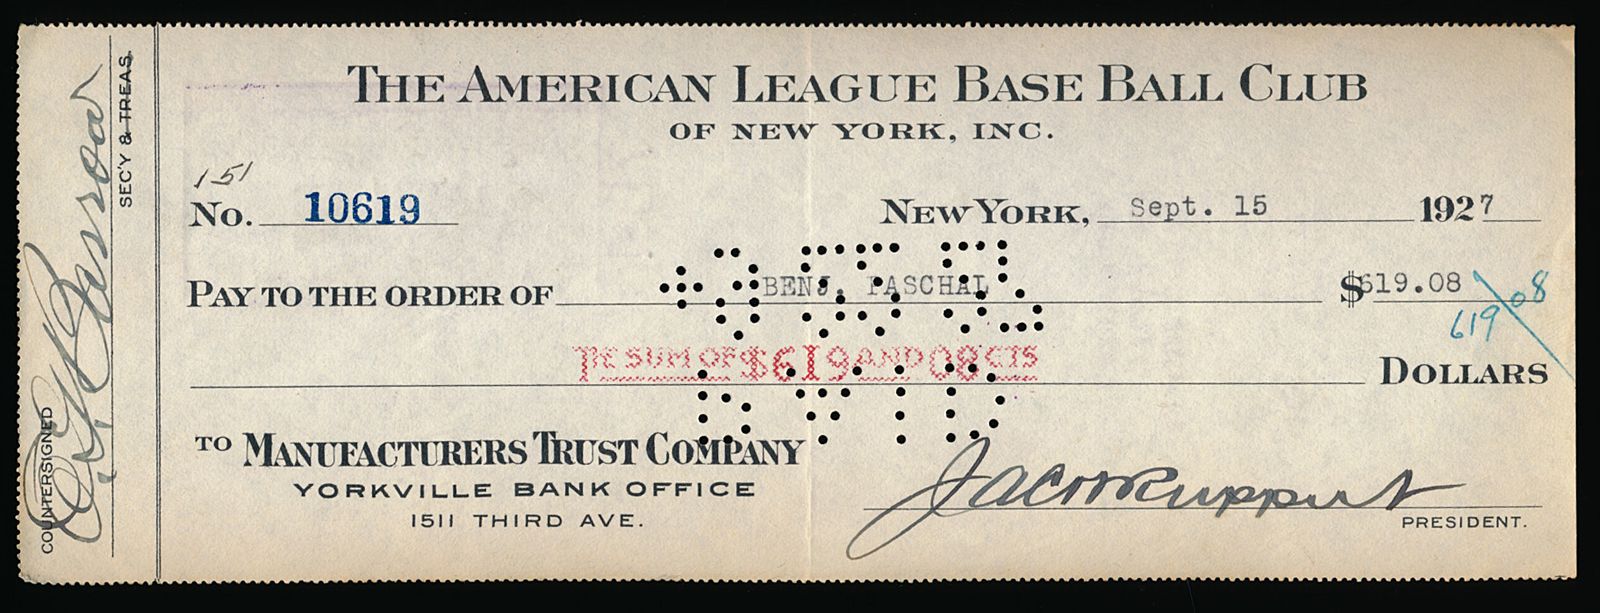 THE AMERICAN LEAGUE BASE BALL CLUB
OF NEW YORK, INC.
151
No. 10619
NEW YORK, Sept. 15 1927
PAY TO THE ORDER OF BENJ. PASCHAL $619.08
619 08
THE SUM OF $619 AND 08 CTS DOLLARS
TO MANUFACTURERS TRUST COMPANY
YORKVILLE BANK OFFICE
1511 THIRD AVE.
Jacob Ruppert
PRESIDENT.
COUNTERSIGNED
E G Barrow
SEC'Y & TREAS.